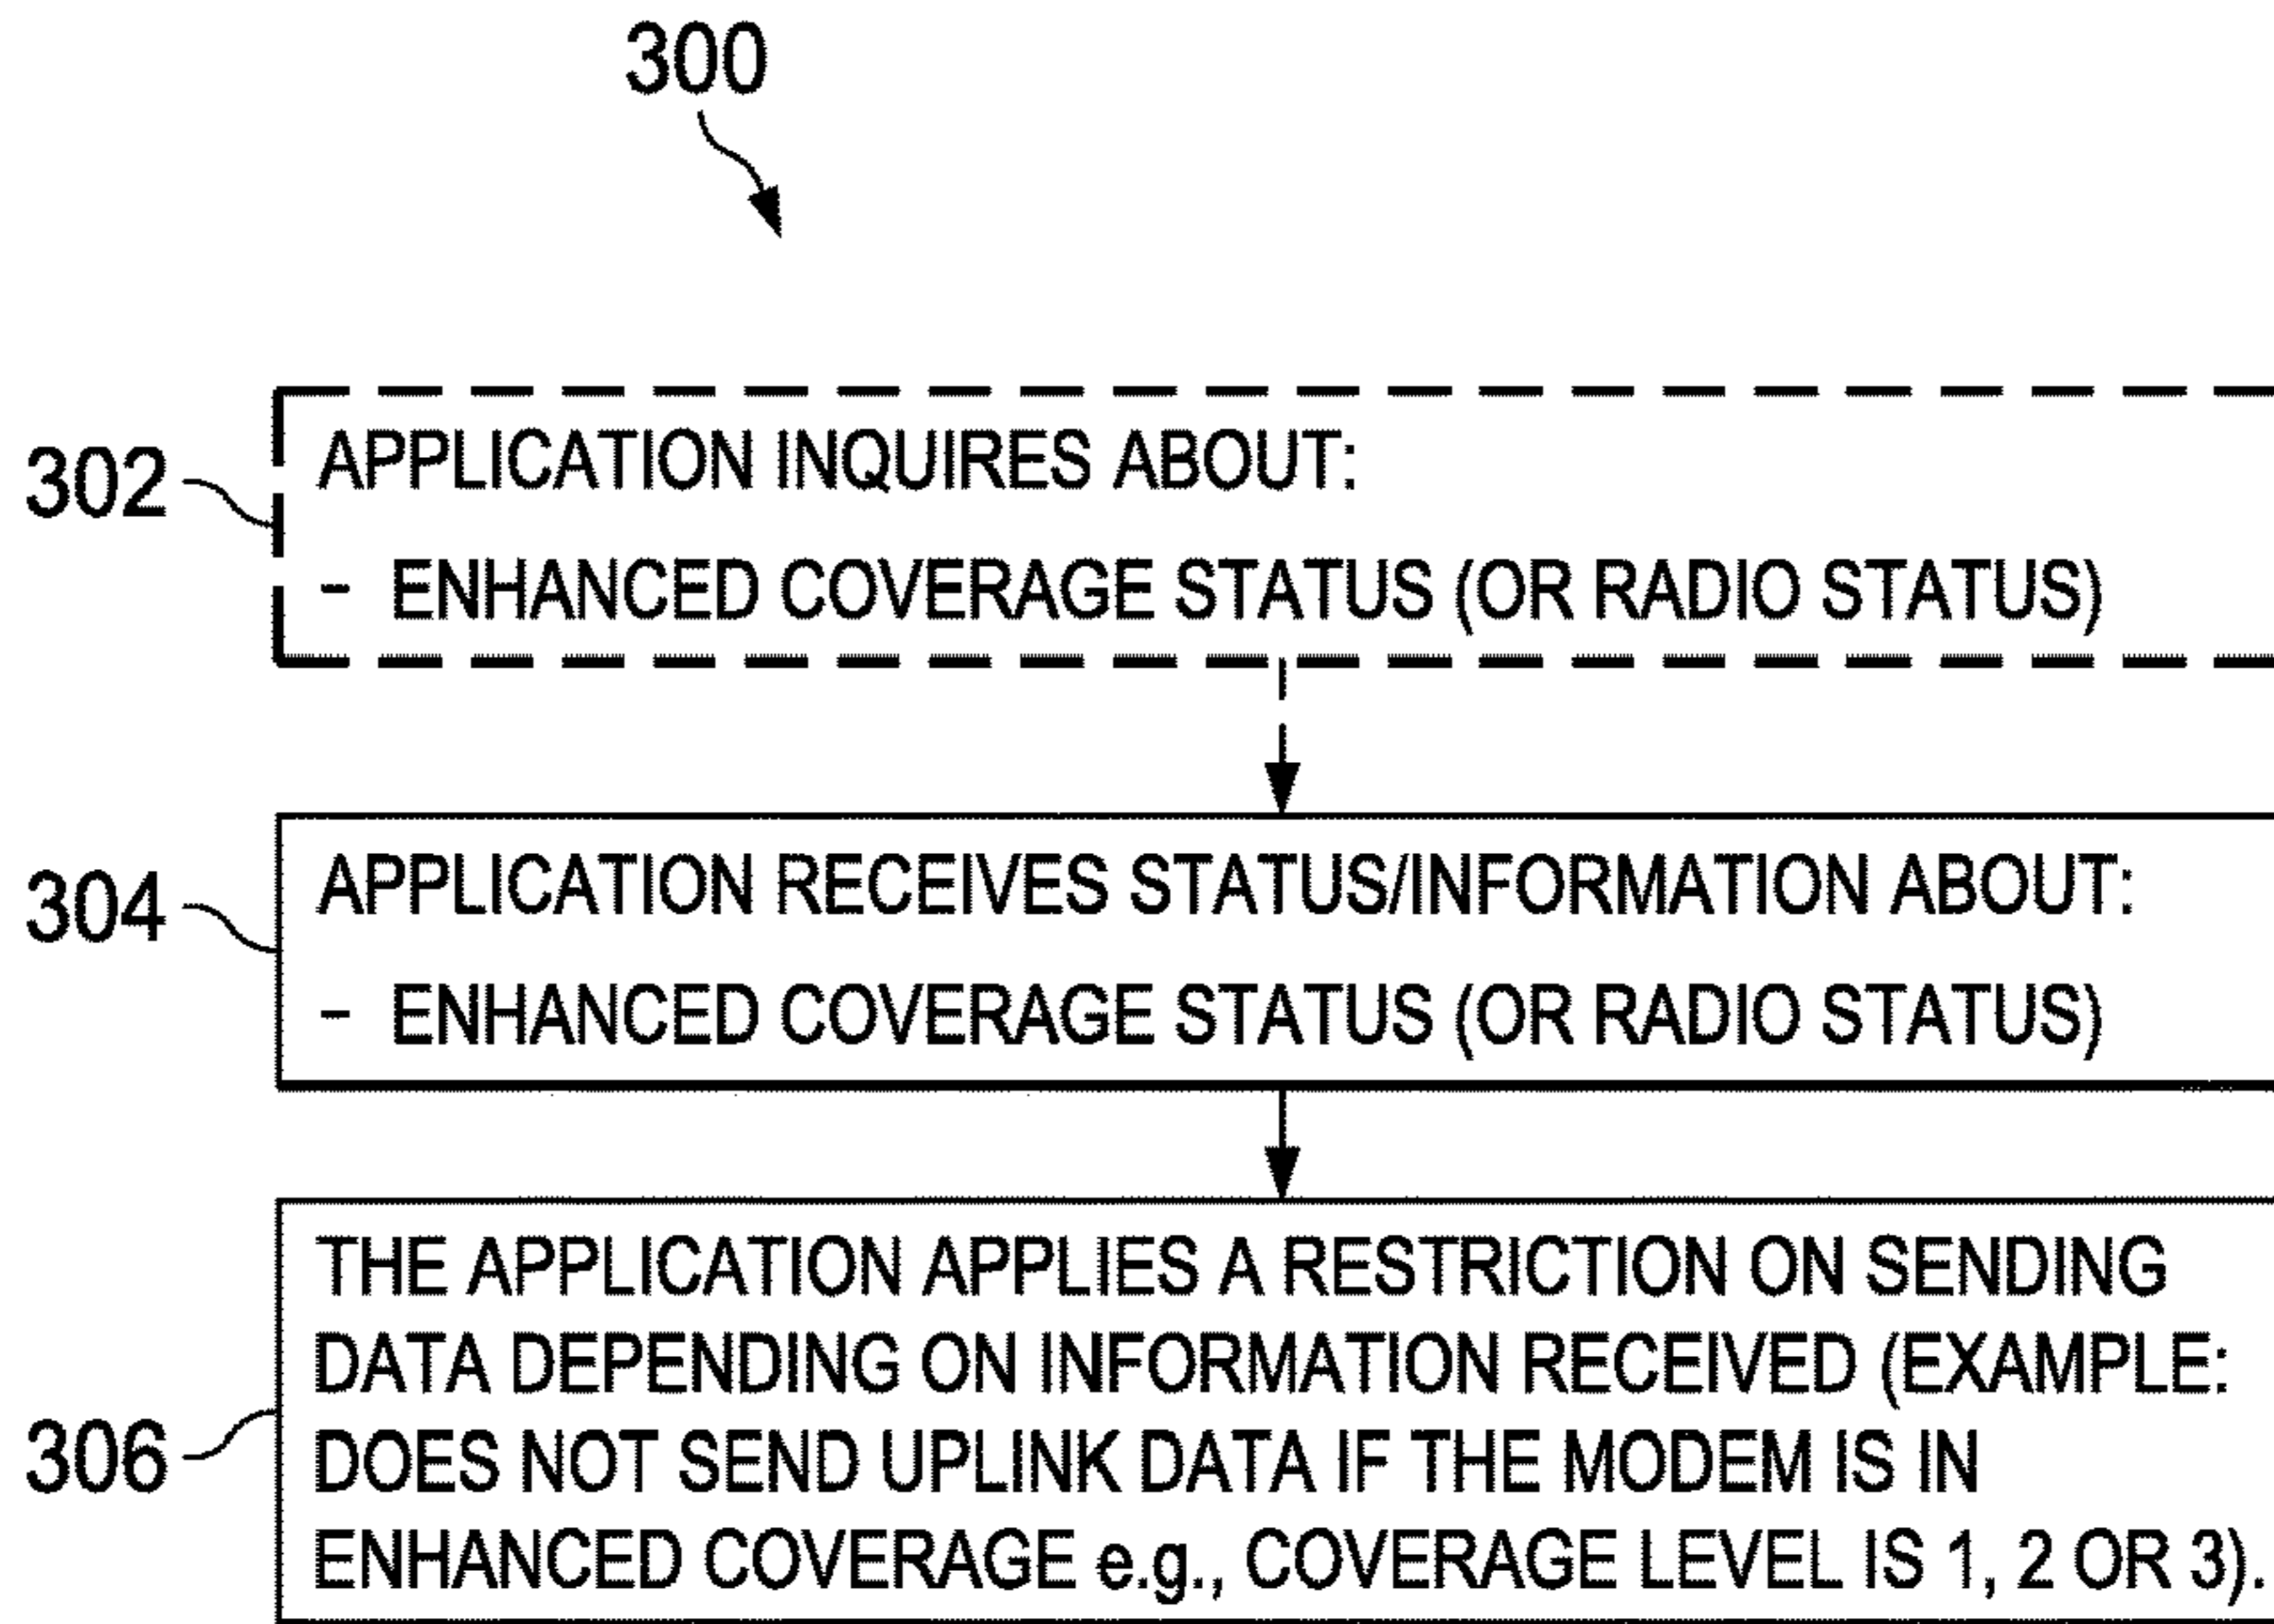 300
302
APPLICATION INQUIRES ABOUT:
- ENHANCED COVERAGE STATUS (OR RADIO STATUS)
304
APPLICATION RECEIVES STATUS/INFORMATION ABOUT:
- ENHANCED COVERAGE STATUS (OR RADIO STATUS)
306
THE APPLICATION APPLIES A RESTRICTION ON SENDING
DATA DEPENDING ON INFORMATION RECEIVED (EXAMPLE:
DOES NOT SEND UPLINK DATA IF THE MODEM IS IN
ENHANCED COVERAGE e.g., COVERAGE LEVEL IS 1, 2 OR 3).